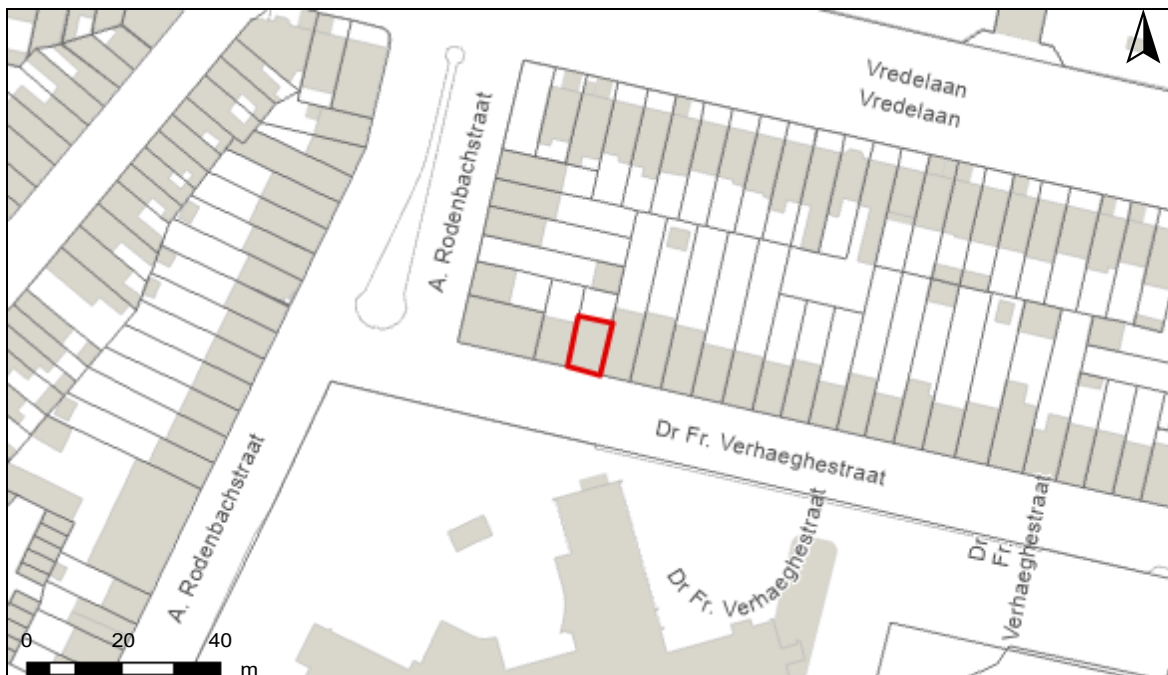 Vredelaan
Vredelaan
A. Rodenbachstraat
Dr Fr. Verhaeghestraat
A. Rodenbachstraat
Dr Fr. Verhaeghestraat
Dr
Fr.
Verhaeghestraat
0 20 40
m